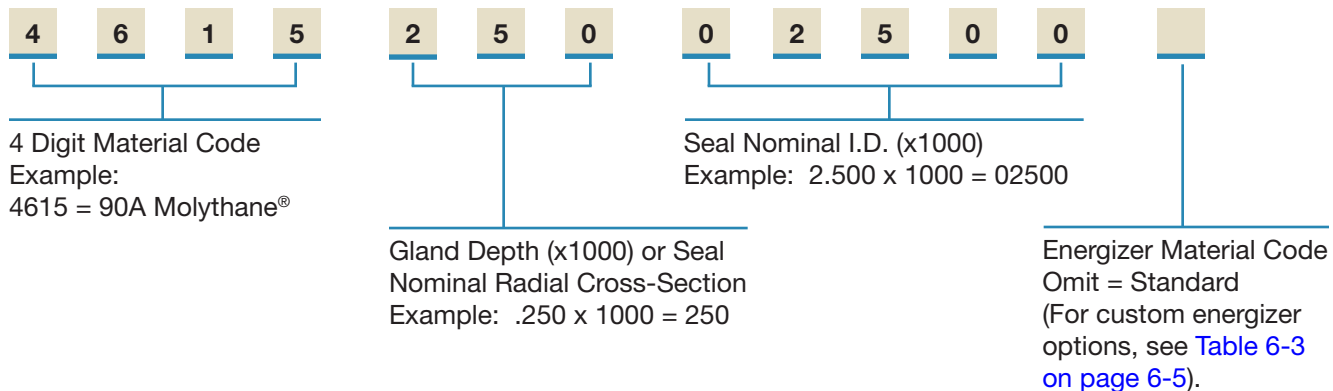 4 6 1 5 2 5 0 0 2 5 0 0
4 Digit Material Code
Example:
4615 = 90A Molythane®
Gland Depth (x1000) or Seal
Nominal Radial Cross-Section
Example: .250 x 1000 = 250
Seal Nominal I.D. (x1000)
Example: 2.500 x 1000 = 02500
Energizer Material Code
Omit = Standard
(For custom energizer
options, see Table 6-3
on page 6-5).